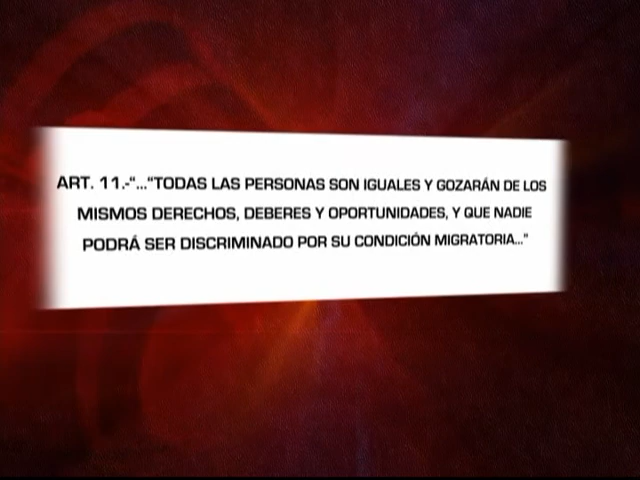 ART. 11.-“...“TODAS LAS PERSONAS SON IGUALES Y GOZARÁN DE LOS
MISMOS DERECHOS, DEBERES Y OPORTUNIDADES, Y QUE NADIE
PODRÁ SER DISCRIMINADO POR SU CONDICIÓN MIGRATORIA...“